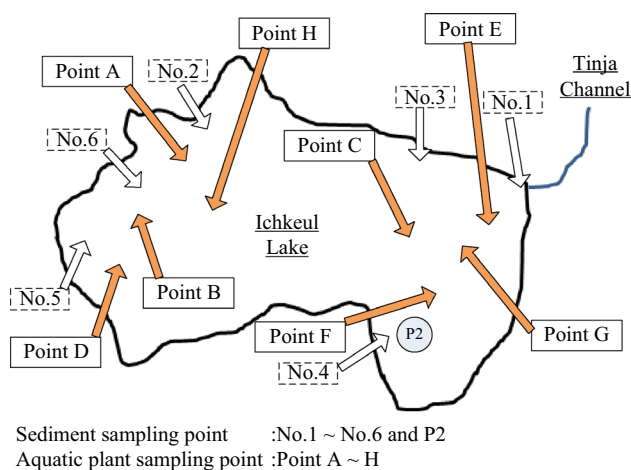 Point H
Point E
Point A
No.2
Tinja
Channel
No.3
No.1
No.6
Point C
Ichkeul
Lake
No.5
Point B
Point D
Point F
P2
Point G
No.4
Sediment sampling point :No.1 ~ No.6 and P2
Aquatic plant sampling point :Point A ~ H